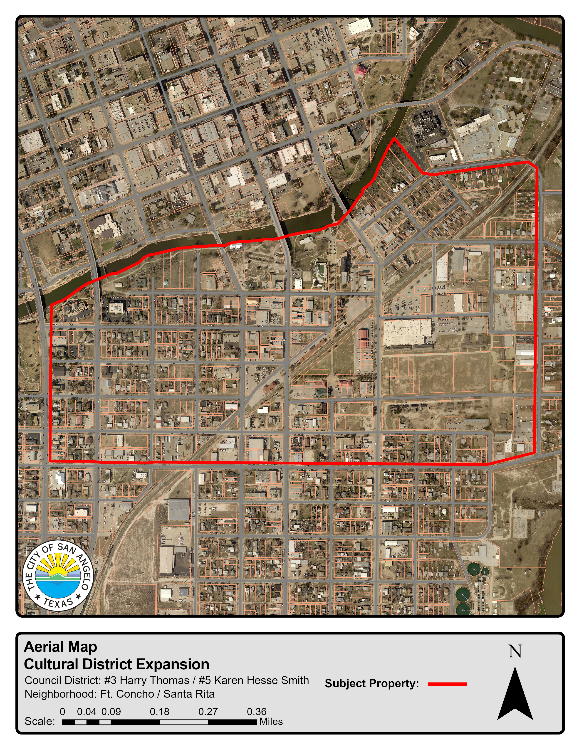 THE CITY OF SAN ANGELO
TEXAS
Aerial Map
Cultural District Expansion
Council District: #3 Harry Thomas / #5 Karen Hesse Smith
Neighborhood: Ft. Concho / Santa Rita
Scale: 0 0.04 0.09 0.18 0.27 0.36 Miles
Subject Property:
N